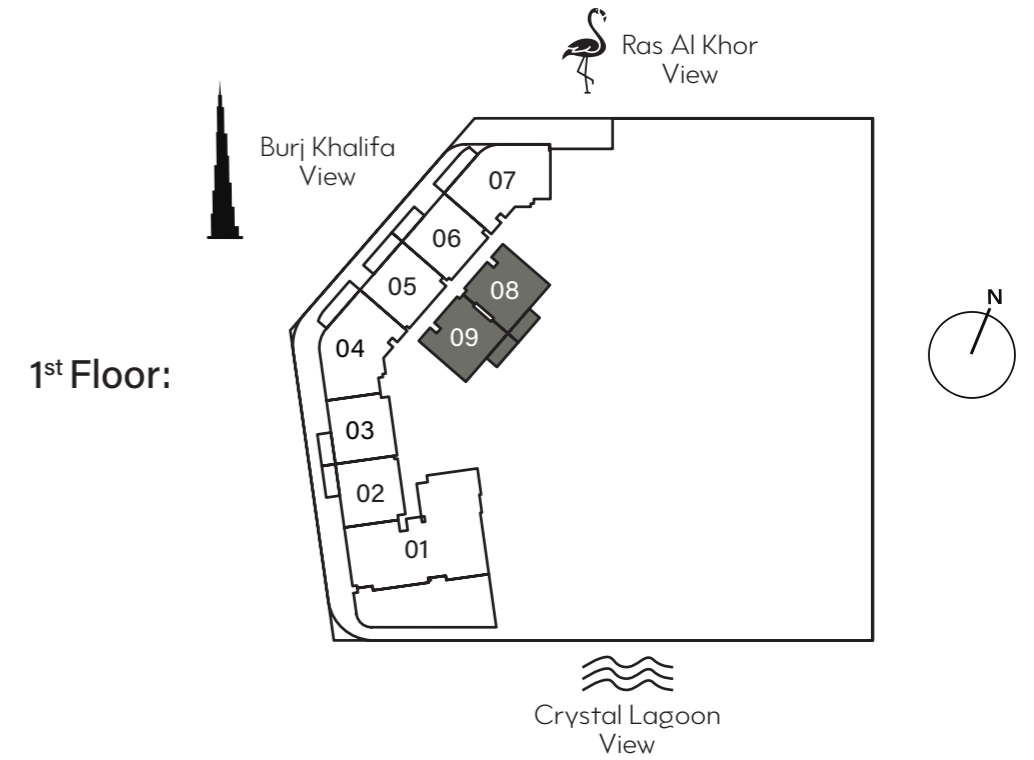 Ras Al Khor
View
Burj Khalifa
View
07
06
05
08
09
04
03
02
01
N
1st Floor:
Crystal Lagoon
View